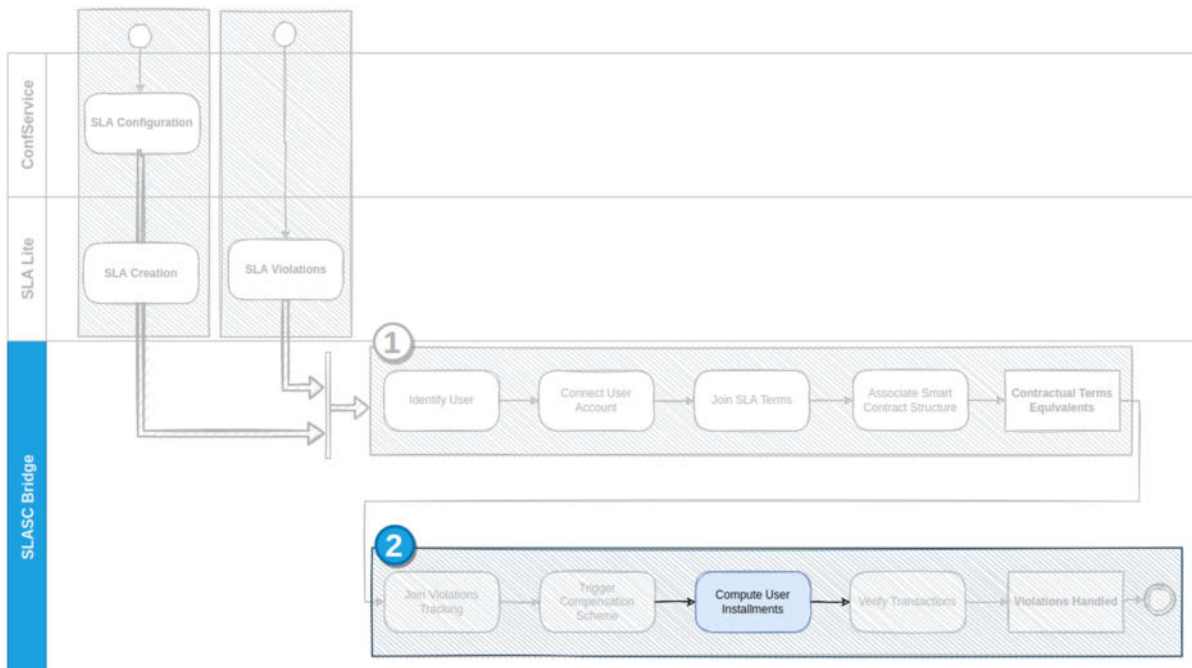 ConfService
SLA Configuration
SLA Lite
SLA Creation
SLA Violations
SLASC Bridge
1
Identify User
Connect User
Account
Join SLA Terms
Associate Smart
Contract Structure
Contractual Terms
Equivalents
2
Join Violations
Tracking
Trigger
Compensation
Scheme
Compute User
Installments
Verify Transactions
Violations Handled